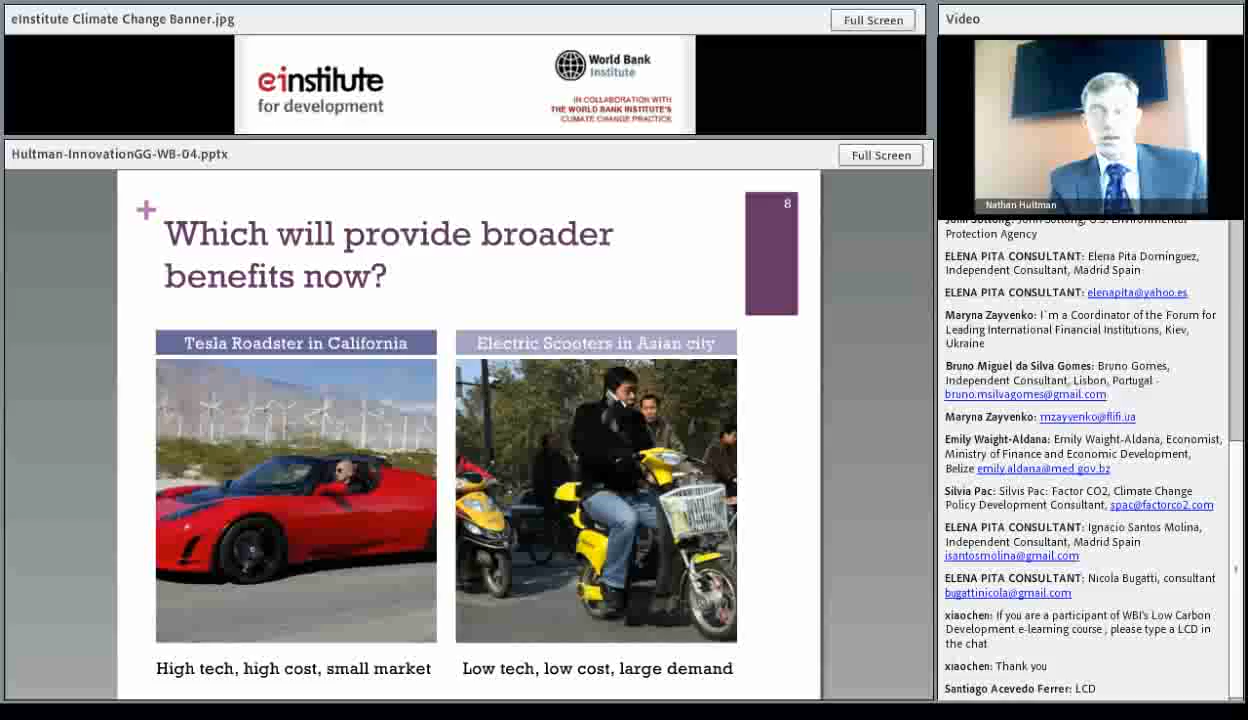 eInstitute Climate Change Banner.jpg
Full Screen
einstitute
for development
World Bank
Institute
IN COLLABORATION WITH
THE WORLD BANK INSTITUTE'S
CLIMATE CHANGE PRACTICE
Hultman-InnovationGG-WB-04.pptx
Full Screen
+
Which will provide broader
benefits now?
8
Tesla Roadster in California
Electric Scooters in Asian city
High tech, high cost, small market
Low tech, low cost, large demand
Video
Nathan Hultman
Protection Agency
ELENA PITA CONSULTANT: Elena Pita Domínguez,
Independent Consultant, Madrid Spain
ELENA PITA CONSULTANT: elenapita@yahoo.es
Maryna Zayvenko: I`m a Coordinator of the Forum for
Leading International Financial Institutions, Kiev,
Ukraine
Bruno Miguel da Silva Gomes: Bruno Gomes,
Independent Consultant, Lisbon, Portugal -
bruno.msilvagomes@gmail.com
Maryna Zayvenko: mzayvenko@flifi.ua
Emily Waight-Aldana: Emily Waight-Aldana, Economist,
Ministry of Finance and Economic Development,
Belize emily.aldana@med.gov.bz
Silvia Pac: Silvis Pac: Factor CO2, Climate Change
Policy Development Consultant, spac@factorco2.com
ELENA PITA CONSULTANT: Ignacio Santos Molina,
Independent Consultant, Madrid Spain
isantosmolina@gmail.com
ELENA PITA CONSULTANT: Nicola Bugatti, consultant
bugattinicola@gmail.com
xiaochen: If you are a participant of WBI's Low Carbon
Development e-learning course , please type a LCD in
the chat
xiaochen: Thank you
Santiago Acevedo Ferrer: LCD